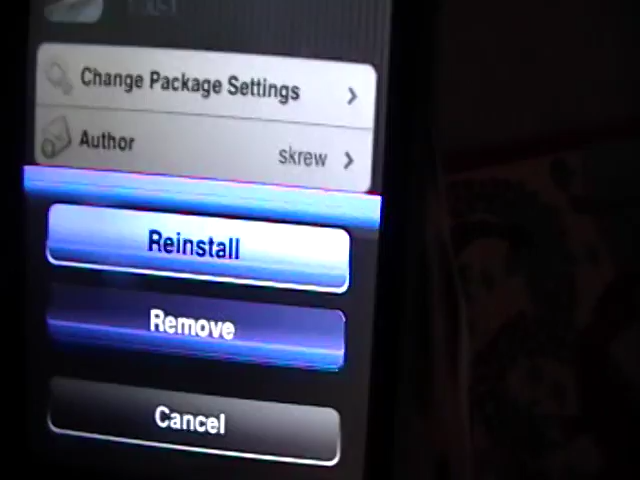 Change Package Settings
Author skrew
Reinstall
Remove
Cancel